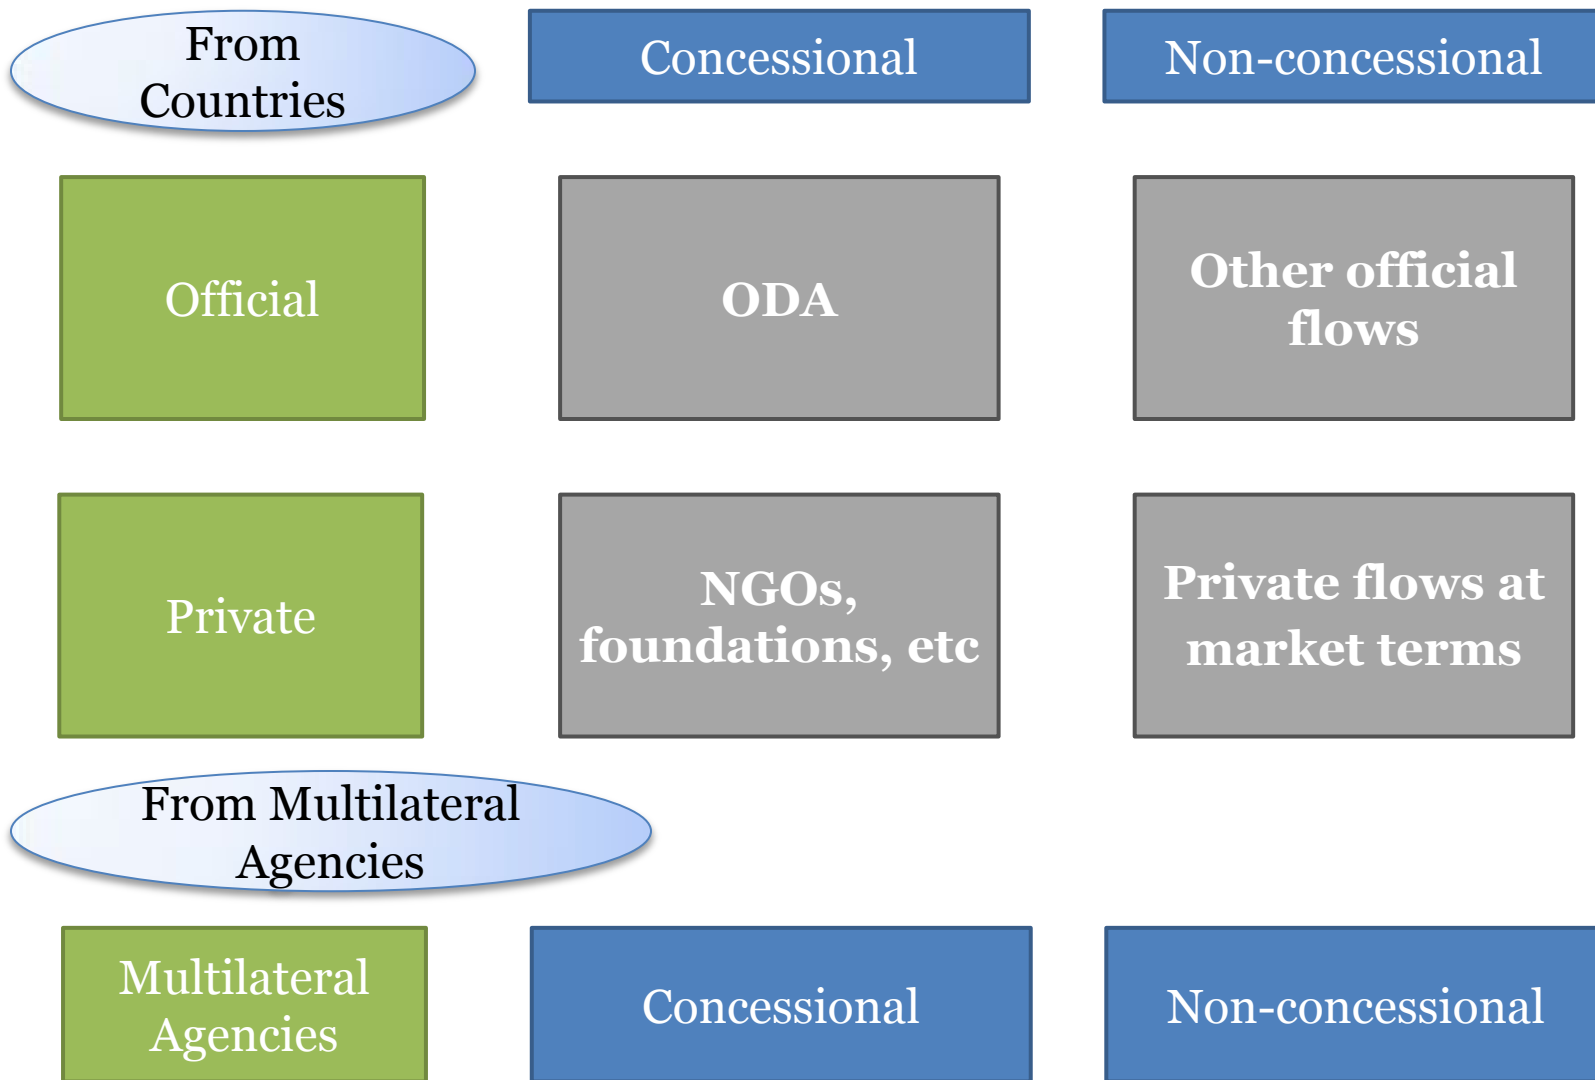 From
Countries
Concessional
Non-concessional
Official
ODA
Other official
flows
Private
NGOs,
foundations, etc
Private flows at
market terms
From Multilateral
Agencies
Multilateral
Agencies
Concessional
Non-concessional